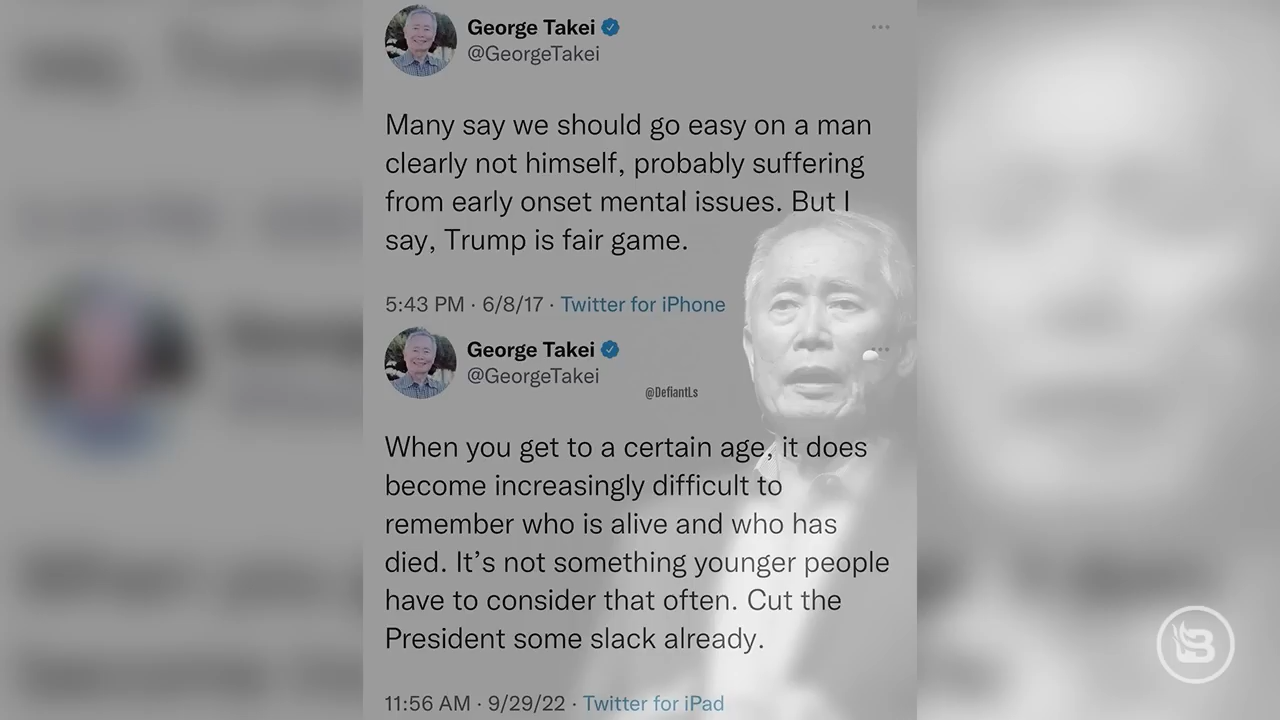 George Takei
@GeorgeTakei
Many say we should go easy on a man
clearly not himself, probably suffering
from early onset mental issues. But I
say, Trump is fair game.
5:43 PM · 6/8/17 · Twitter for iPhone
George Takei
@GeorgeTakei
@DefiantLs
When you get to a certain age, it does
become increasingly difficult to
remember who is alive and who has
died. It’s not something younger people
have to consider that often. Cut the
President some slack already.
11:56 AM · 9/29/22 · Twitter for iPad
B